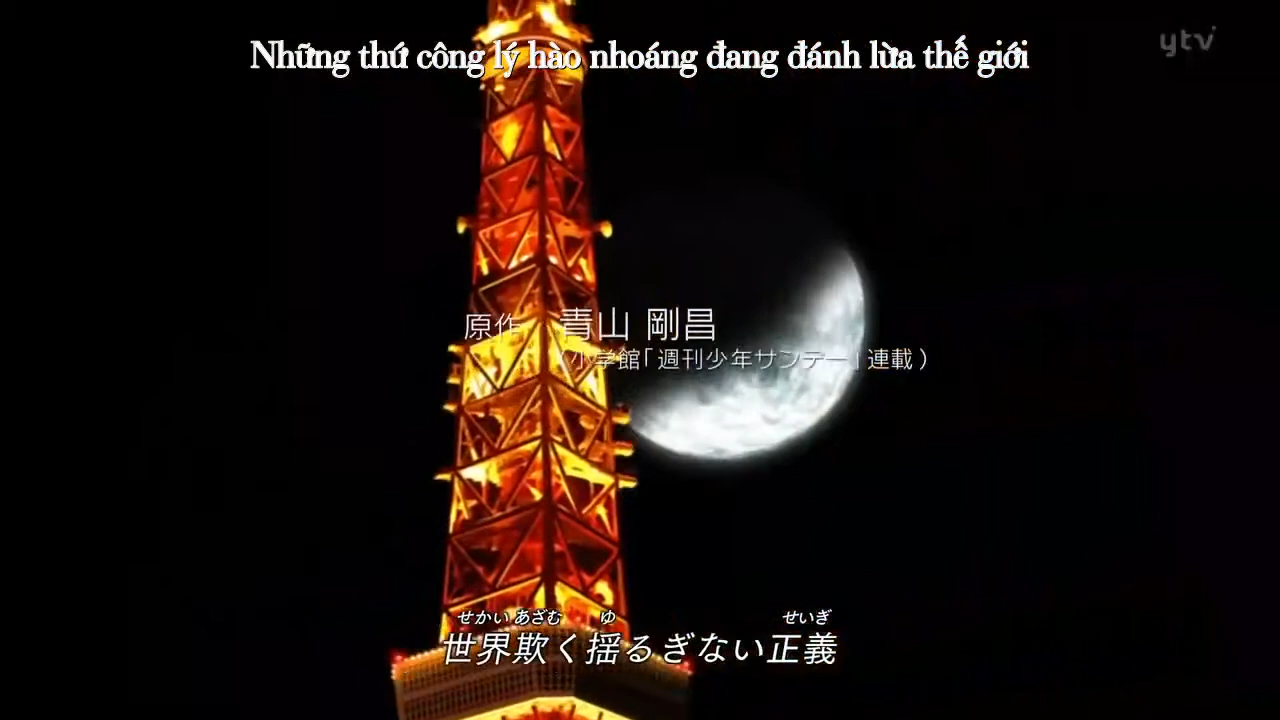 Những thứ công lý hào nhoáng đang đánh lừa thế giới
ytv
原作 青山 剛昌
（小学館「週刊少年サンデー」連載）
せかい あざむ ゆ せいぎ
世界欺く揺るぎない正義